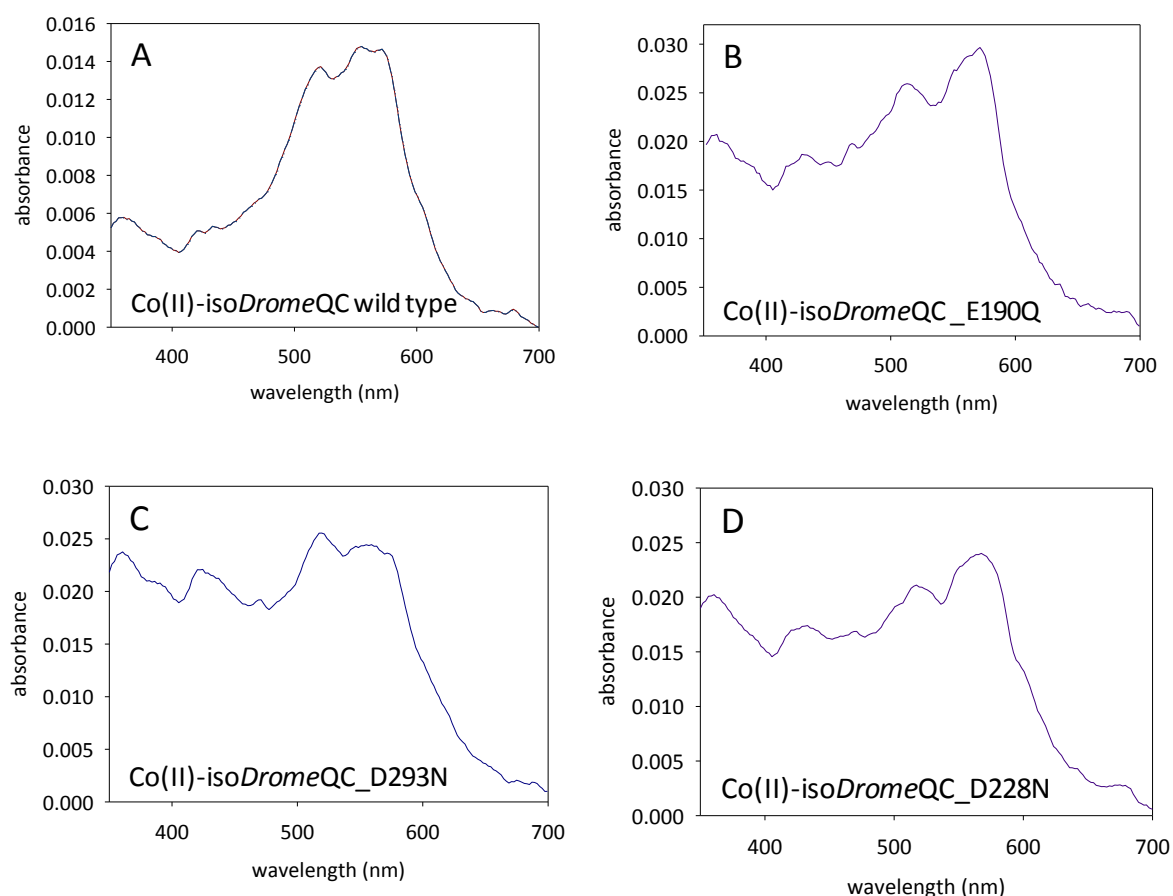 A
0.016
0.014
0.012
0.010
0.008
0.006
0.004
0.002
0.000
absorbance
400 500 600 700
wavelength (nm)
Co(II)-isoDromeQC wild type
B
0.030
0.025
0.020
0.015
0.010
0.005
0.000
absorbance
400 500 600 700
wavelength (nm)
Co(II)-isoDromeQC_E190Q
C
0.030
0.025
0.020
0.015
0.010
0.005
0.000
absorbance
400 500 600 700
wavelength (nm)
Co(II)-isoDromeQC_D293N
D
0.030
0.025
0.020
0.015
0.010
0.005
0.000
absorbance
400 500 600 700
wavelength (nm)
Co(II)-isoDromeQC_D228N